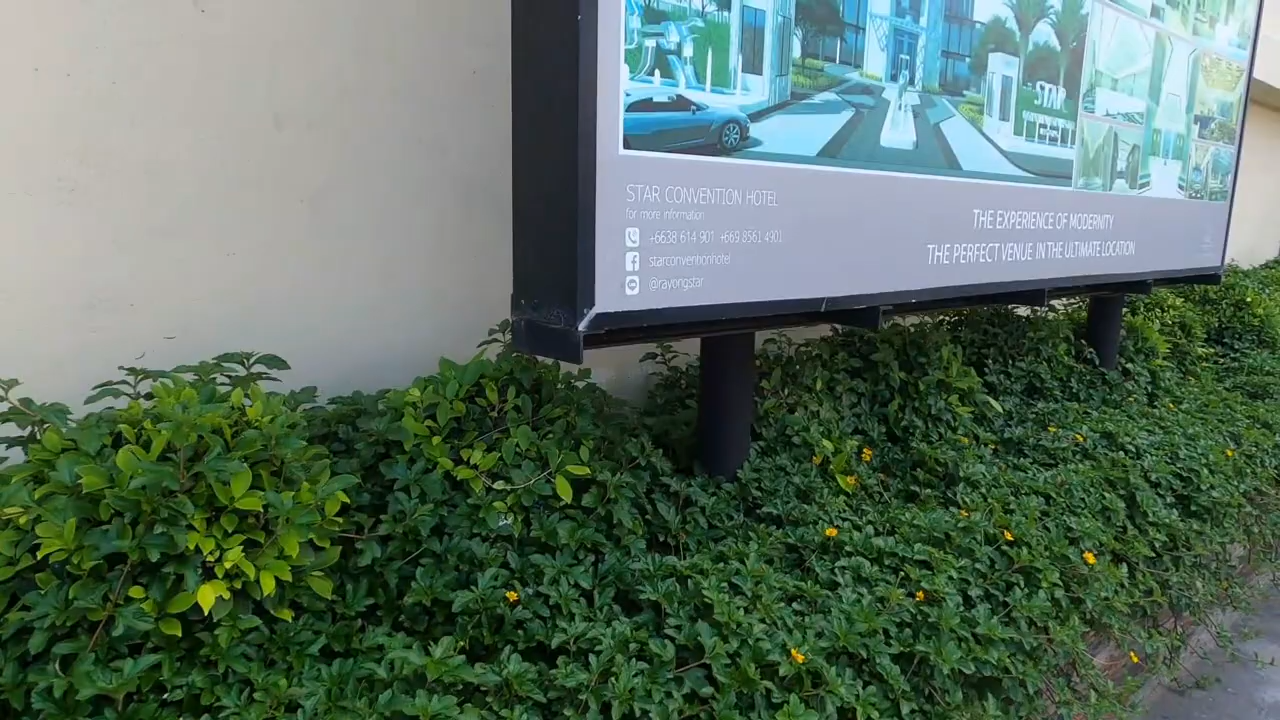 STAR
STAR CONVENTION HOTEL
for more information
+6638 614 901 +669 8561 4901
starconventionhotel
@rayongstar
THE EXPERIENCE OF MODERNITY
THE PERFECT VENUE IN THE ULTIMATE LOCATION